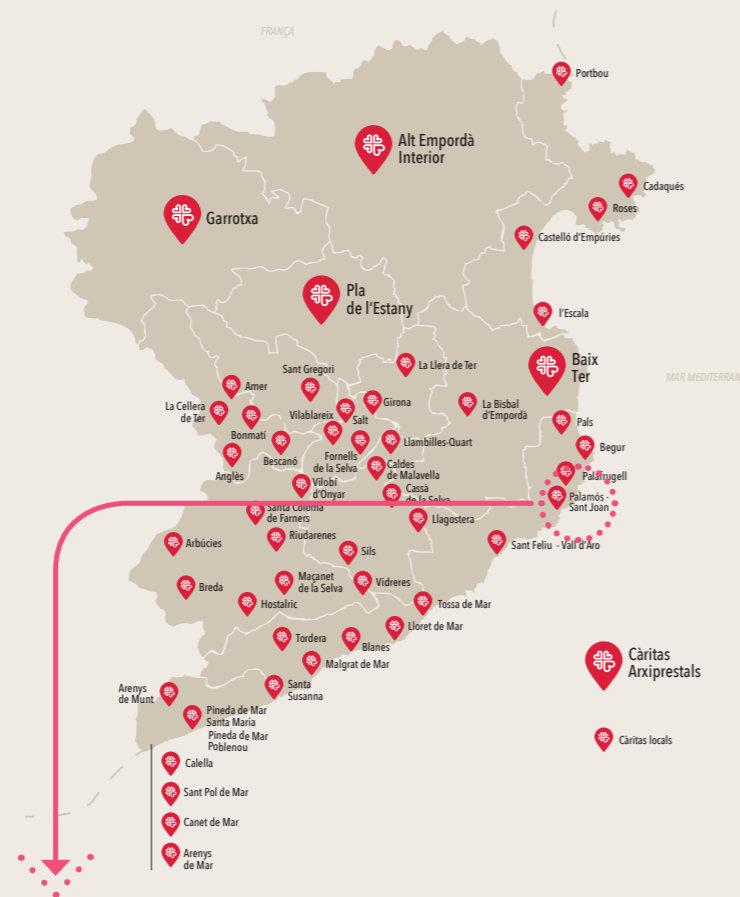 FRANÇA
Portbou
Alt Empordà
Interior
Cadaqués
Roses
Garrotxa
Castelló d'Empúries
Pla
de l'Estany
l'Escala
Baix
Ter
MAR MEDITERRAN
La Llera de Ter
Sant Gregori
Amer
La Cellera
de Ter
Vilablareix
Salt
Girona
La Bisbal
d'Empordà
Pals
Bonmatí
Bescanó
Fornells
de la Selva
Llambilles-Quart
Begur
Anglès
Caldes
de Malavella
Palafrugell
Vilobí
d'Onyar
Cassà
de la Selva
Palamós -
Sant Joan
Santa Coloma
de Farners
Llagostera
Arbúcies
Riudarenes
Sils
Sant Feliu - Vall d'Aro
Breda
Maçanet
de la Selva
Vidreres
Hostalric
Tossa de Mar
Tordera
Blanes
Lloret de Mar
Malgrat de Mar
Càritas
Arxiprestals
Arenys
de Munt
Santa
Susanna
Pineda de Mar
Santa Maria
Pineda de Mar
Poblenou
Càritas locals
Calella
Sant Pol de Mar
Canet de Mar
Arenys
de Mar